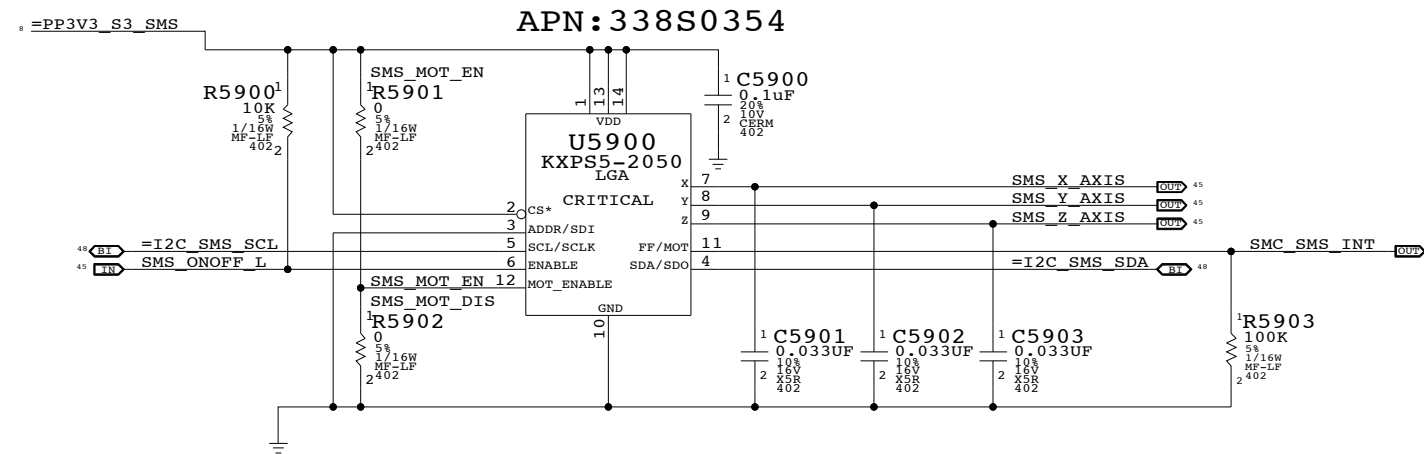 APN:338S0354
8 =PP3V3_S3_SMS
SMS_MOT_EN
R5900 1
10K
5%
1/16W
MF-LF
402 2
1 R5901
0
5%
1/16W
MF-LF
2 402
1 13 14
VDD
U5900
KXPS5-2050
LGA
CRITICAL
1 C5900
0.1uF
20%
10V
2 CERM
402
X 7 SMS_X_AXIS OUT 45
Y 8 SMS_Y_AXIS OUT 45
Z 9 SMS_Z_AXIS OUT 45
2 CS*
3 ADDR/SDI
48 BI =I2C_SMS_SCL 5 SCL/SCLK
FF/MOT 11 SMC_SMS_INT OUT
45 IN SMS_ONOFF_L 6 ENABLE
SDA/SDO 4 =I2C_SMS_SDA BI 48
SMS_MOT_EN 12 MOT_ENABLE
SMS_MOT_DIS
GND
10
1 R5902
0
5%
1/16W
MF-LF
2 402
1 C5901
0.033UF
10%
16V
2 X5R
402
1 C5902
0.033UF
10%
16V
2 X5R
402
1 C5903
0.033UF
10%
16V
2 X5R
402
1 R5903
100K
5%
1/16W
MF-LF
2 402